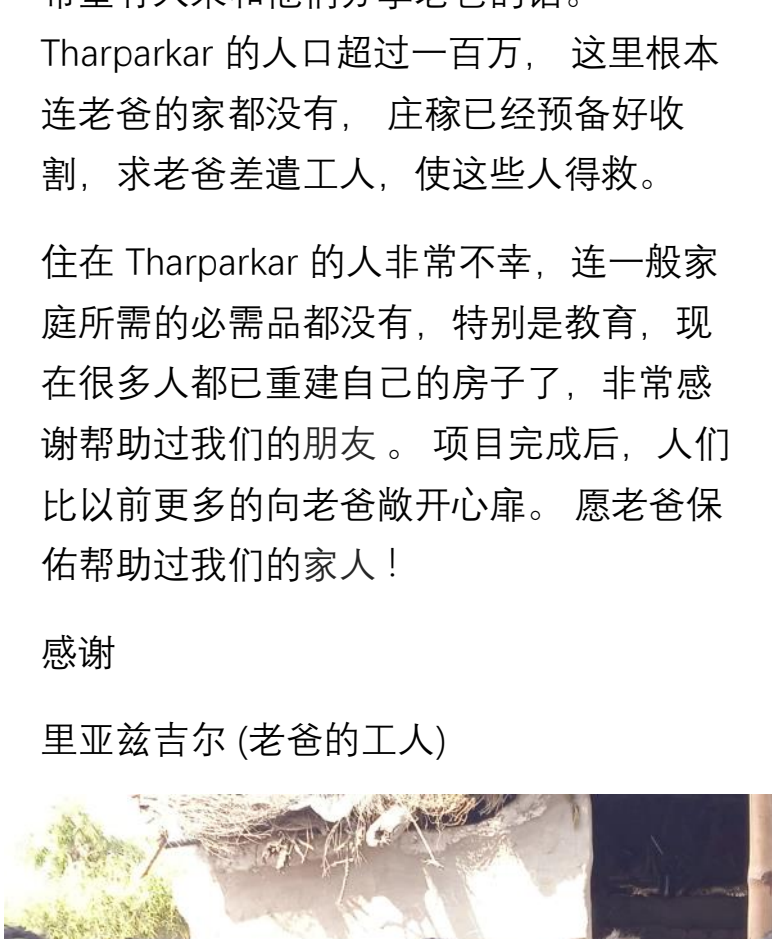 Tharparkar 的人口超过一百万， 这里根本
连老爸的家都没有， 庄稼已经预备好收
割，求老爸差遣工人，使这些人得救。
住在 Tharparkar 的人非常不幸，连一般家
庭所需的必需品都没有，特别是教育，现
在很多人都已重建自己的房子了，非常感
谢帮助过我们的朋友 。 项目完成后，人们
比以前更多的向老爸敞开心扉。 愿老爸保
佑帮助过我们的家人！
感谢
里亚兹吉尔 (老爸的工人)